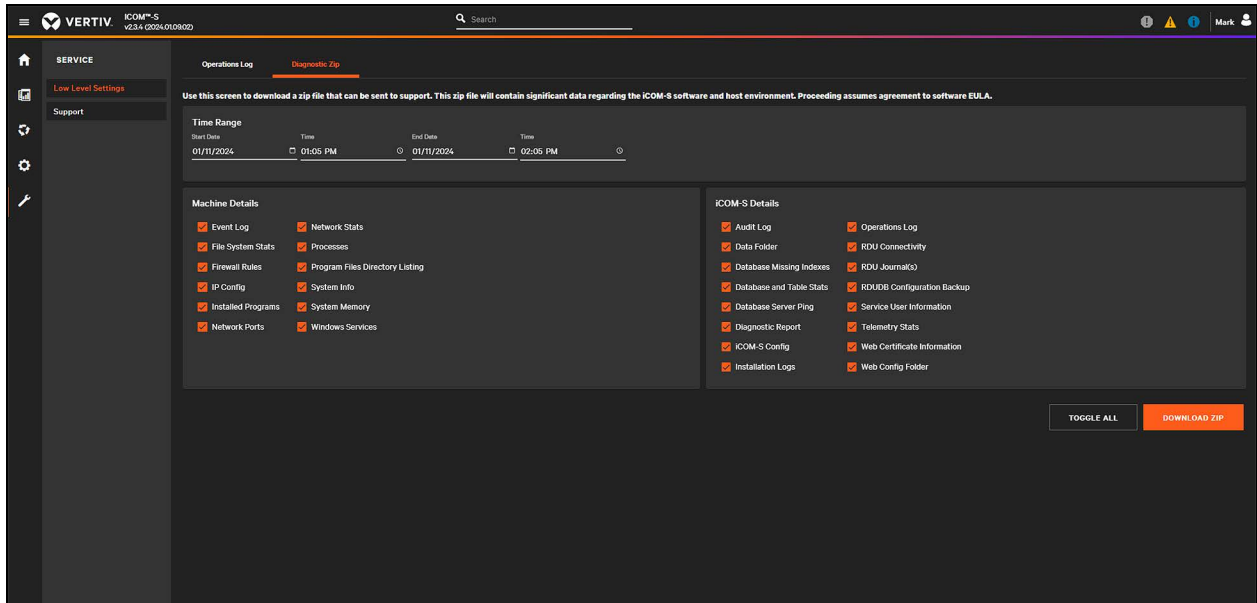 VERTIV. ICOM™-S
v2.3.4 (2024.01.09.02)
Search
Mark
SERVICE
Low Level Settings
Support
Operations Log Diagnostic Zip
Use this screen to download a zip file that can be sent to support. This zip file will contain significant data regarding the iCOM-S software and host environment. Proceeding assumes agreement to software EULA.
Time Range
Start Date Time End Date Time
01/11/2024 01:05 PM 01/11/2024 02:05 PM
Machine Details
Event Log Network Stats
File System Stats Processes
Firewall Rules Program Files Directory Listing
IP Config System Info
Installed Programs System Memory
Network Ports Windows Services
iCOM-S Details
Audit Log Operations Log
Data Folder RDU Connectivity
Database Missing Indexes RDU Journal(s)
Database and Table Stats RDUDB Configuration Backup
Database Server Ping Service User Information
Diagnostic Report Telemetry Stats
iCOM-S Config Web Certificate Information
Installation Logs Web Config Folder
TOGGLE ALL DOWNLOAD ZIP